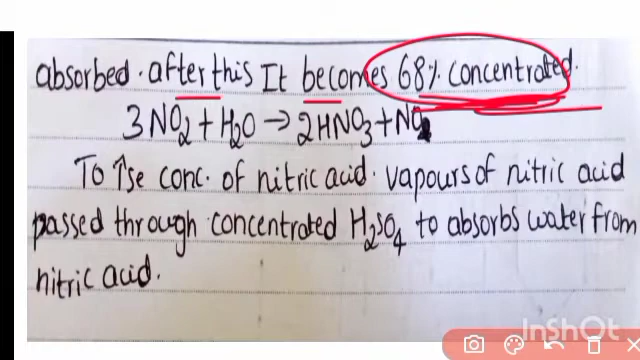 absorbed. after this It becomes 68% concentrated.
3NO₂ + H₂O → 2HNO₃ + NO
To ↑se conc. of nitric acid. vapours of nitric acid
passed through concentrated H₂SO₄ to absorbs water from
nitric acid.
InShOt